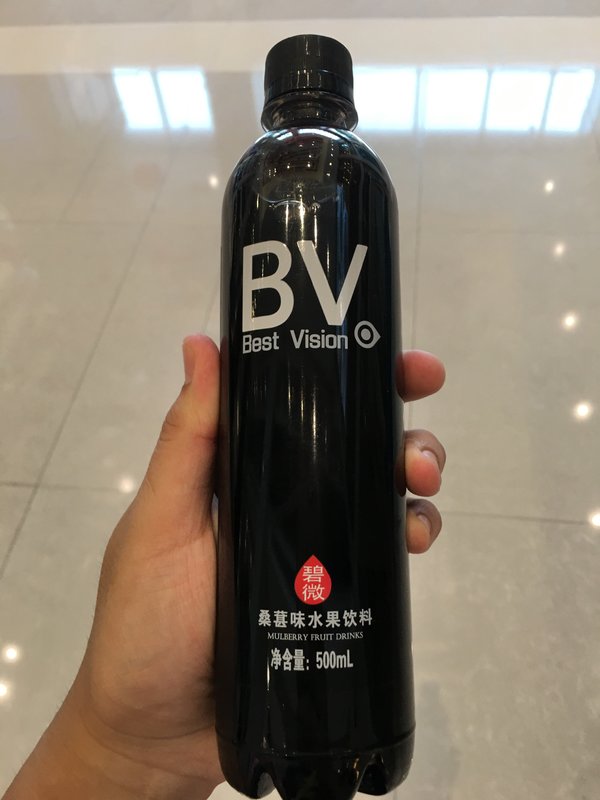 BV
Best Vision
碧
微
桑葚味水果饮料
MULBERRY FRUIT DRINKS
净含量：500mL